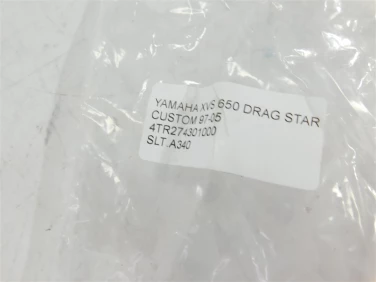 YAMAHA XVS 650 DRAG STAR
CUSTOM 97-05
4TR274301000
SLT. A340